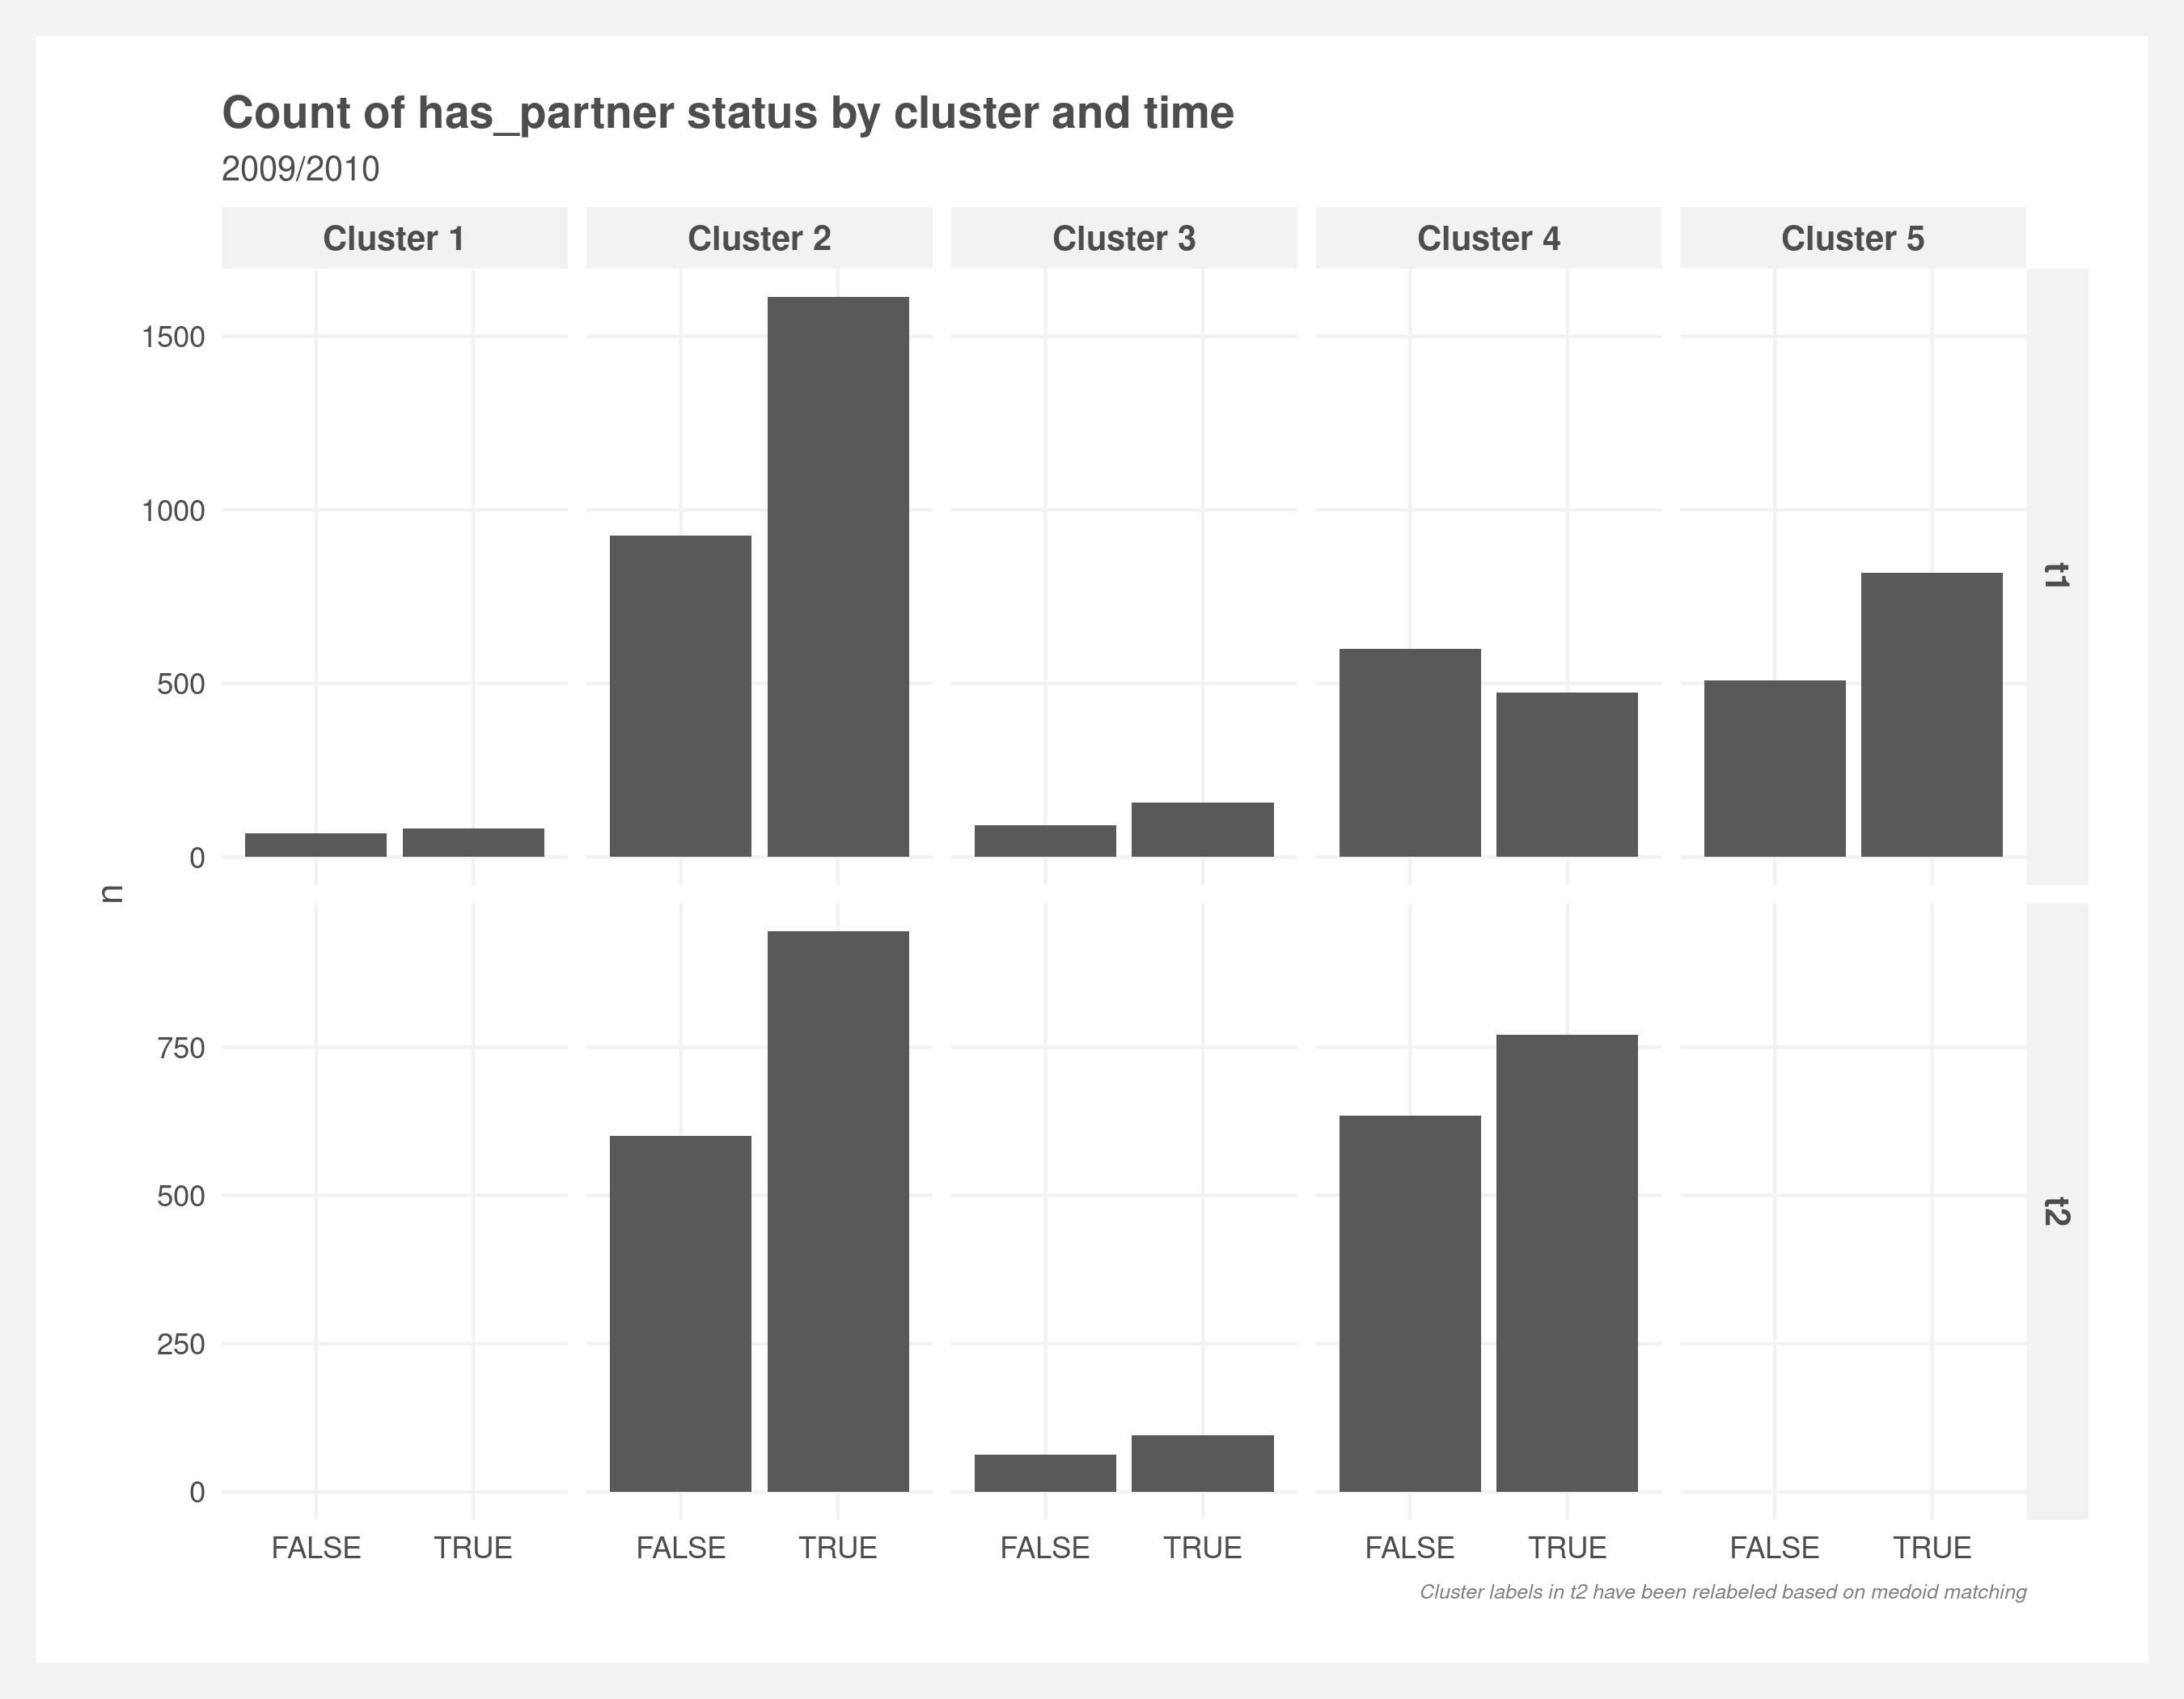 Count of has_partner status by cluster and time
2009/2010
Cluster 1 Cluster 2 Cluster 3 Cluster 4 Cluster 5
1500
1000
500
0
t1
n
750
500
250
0
t2
FALSE TRUE FALSE TRUE FALSE TRUE FALSE TRUE FALSE TRUE
Cluster labels in t2 have been relabeled based on medoid matching